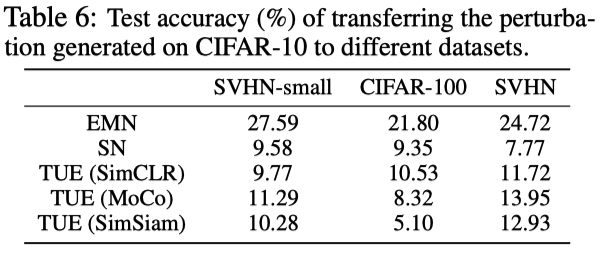 Table 6: Test accuracy (%) of transferring the perturba-
tion generated on CIFAR-10 to different datasets.
SVHN-small CIFAR-100 SVHN
EMN 27.59 21.80 24.72
SN 9.58 9.35 7.77
TUE (SimCLR) 9.77 10.53 11.72
TUE (MoCo) 11.29 8.32 13.95
TUE (SimSiam) 10.28 5.10 12.93